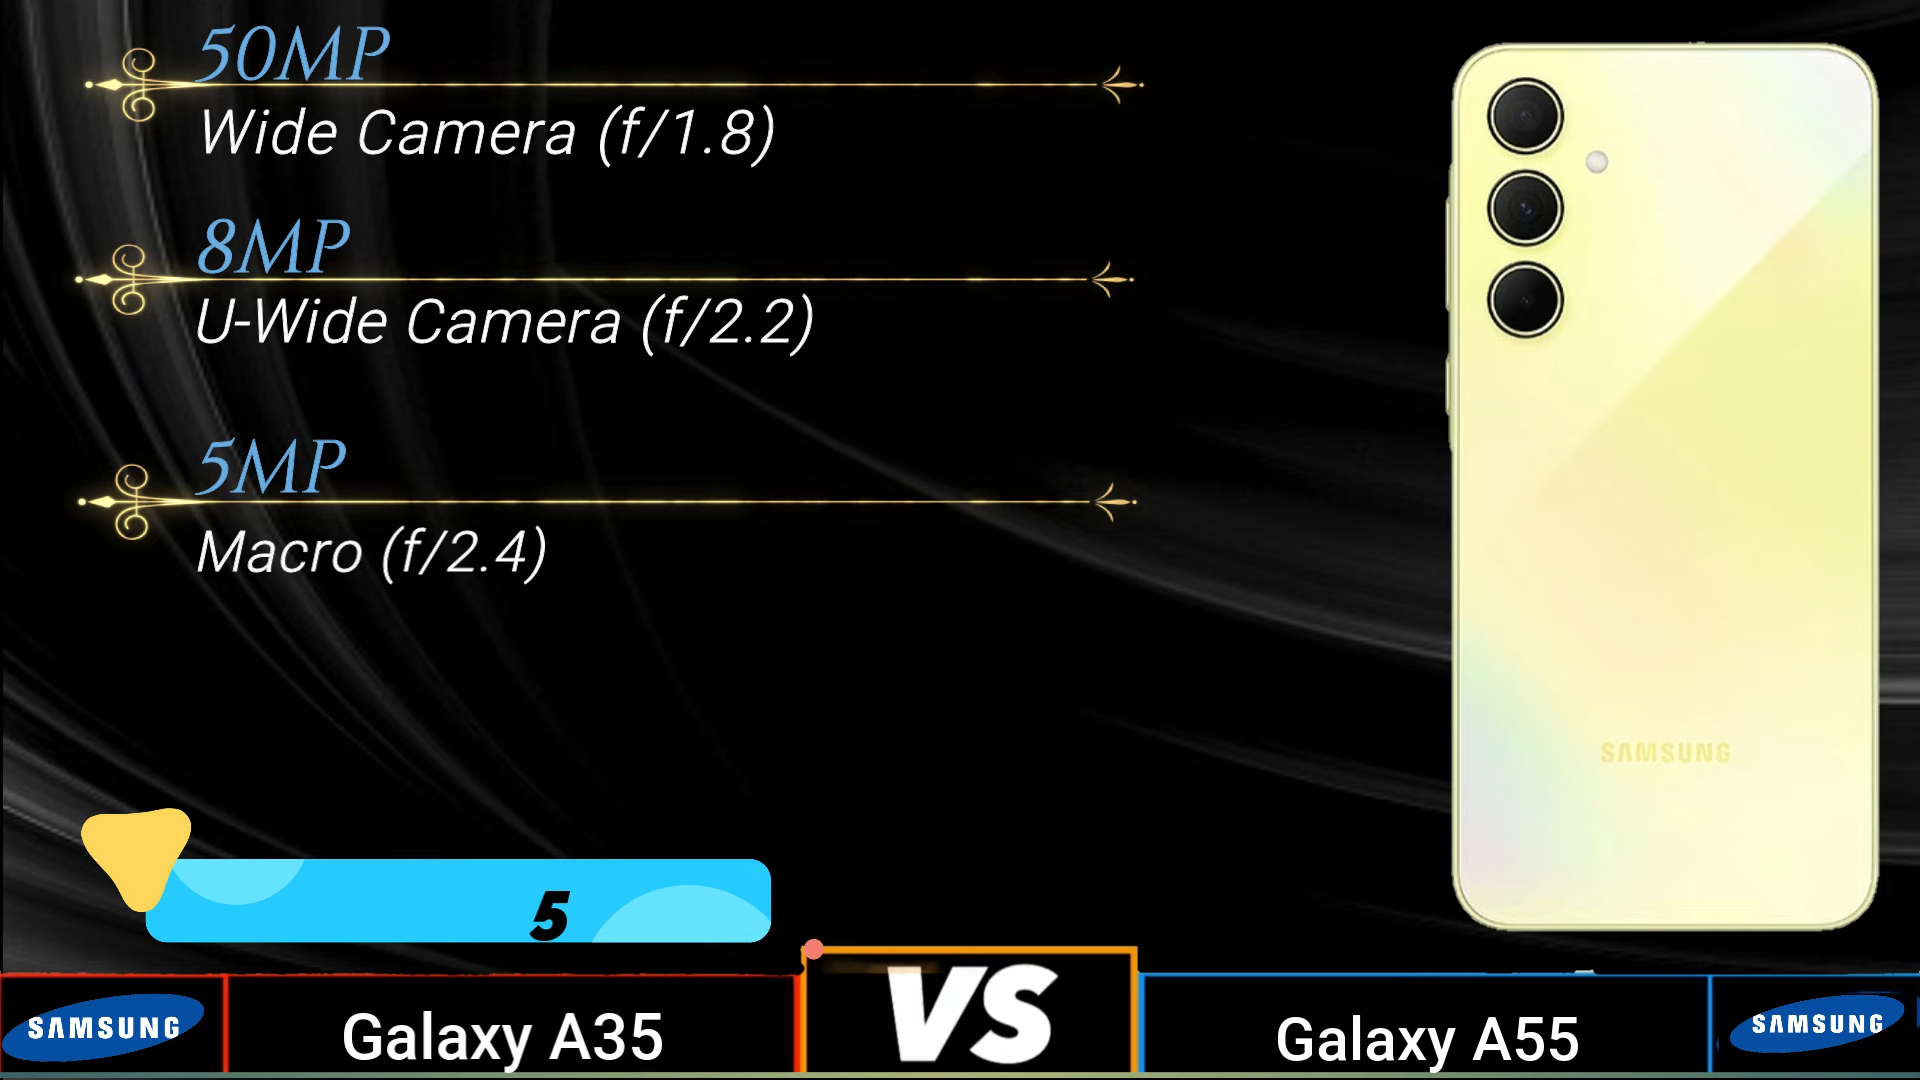 50MP
Wide Camera (f/1.8)
8MP
U-Wide Camera (f/2.2)
5MP
Macro (f/2.4)
SAMSUNG
5
SAMSUNG
Galaxy A35
VS
Galaxy A55
SAMSUNG